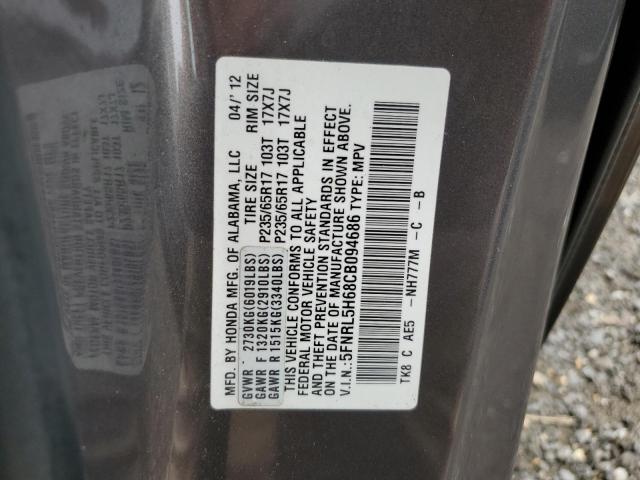 MFD. BY HONDA MFG. OF ALABAMA, LLC 04/' 12
TIRE SIZE RIM SIZE
GVWR 2730KG(6019LBS)
GAWR F 1320KG(2910LBS) P235/65R17 103T 17X7J
GAWR R 1515KG(3340LBS) P235/65R17 103T 17X7J
THIS VEHICLE CONFORMS TO ALL APPLICABLE
FEDERAL MOTOR VEHICLE SAFETY
AND THEFT PREVENTION STANDARDS IN EFFECT
ON THE DATE OF MANUFACTURE SHOWN ABOVE.
V.I.N.: 5FNRL5H68CB094686 TYPE: MPV
TK8 C AE5 -NH777M -C -B